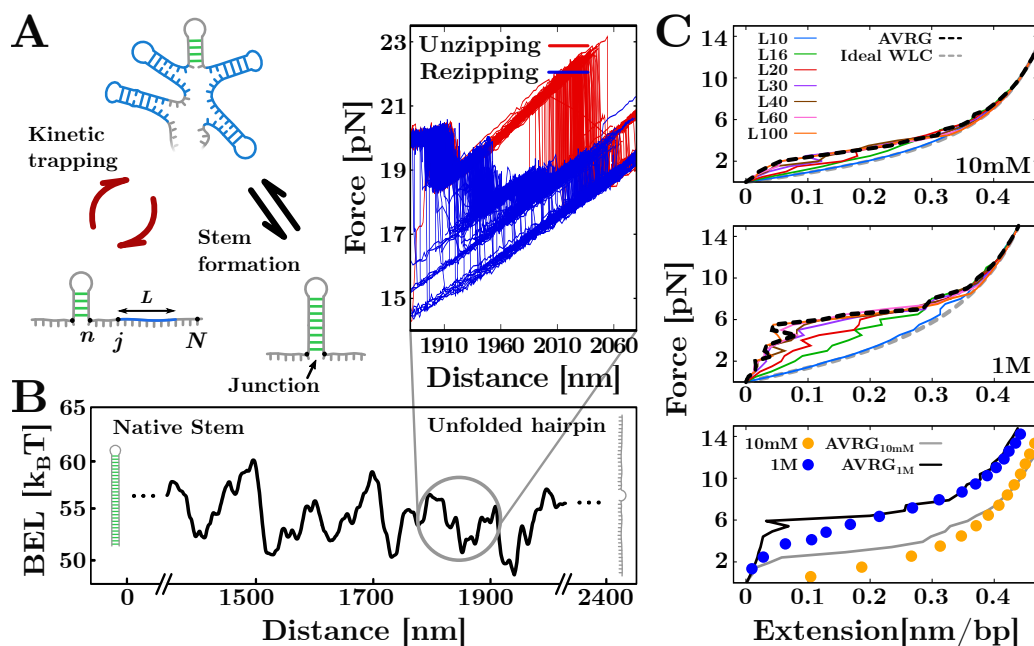 A
Kinetic
trapping
Stem
formation
L
n
j
N
Junction
Force [pN]
23
21
19
17
15
Unzipping
Rezipping
1910
1960
2010
2060
Distance [nm]
B
BEL [kBT]
65
60
55
50
Native Stem
Unfolded hairpin
0
1500
1700
1900
2400
Distance [nm]
C
Force [pN]
14
10
6
2
L10
L16
L20
L30
L40
L60
L100
AVRG
Ideal WLC
10mM
0
0.1
0.2
0.3
0.4
14
10
6
2
1M
0
0.1
0.2
0.3
0.4
14
10
6
2
10mM
1M
AVRG10mM
AVRG1M
0
0.1
0.2
0.3
0.4
Extension[nm/bp]